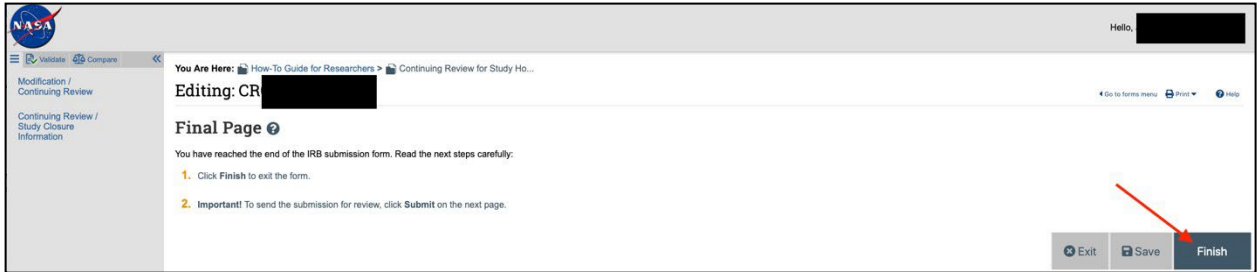 NASA
Hello,
Validate Compare
You Are Here: How-To Guide for Researchers > Continuing Review for Study Ho...
Modification /
Continuing Review
Editing: CR
Go to forms menu Print Help
Continuing Review /
Study Closure
Information
Final Page
You have reached the end of the IRB submission form. Read the next steps carefully:
1. Click Finish to exit the form.
2. Important! To send the submission for review, click Submit on the next page.
Exit Save Finish